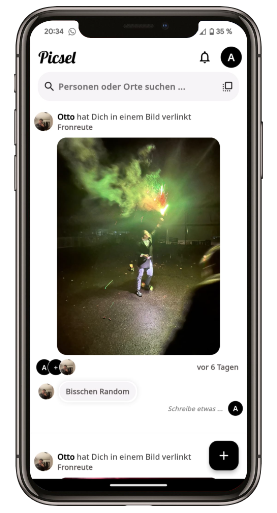 20:34
35 %
Picsel
A
Personen oder Orte suchen ...
Otto hat Dich in einem Bild verlinkt
Fronreute
A
vor 6 Tagen
Bisschen Random
Schreibe etwas ...
A
Otto hat Dich in einem Bild verlinkt
Fronreute
+